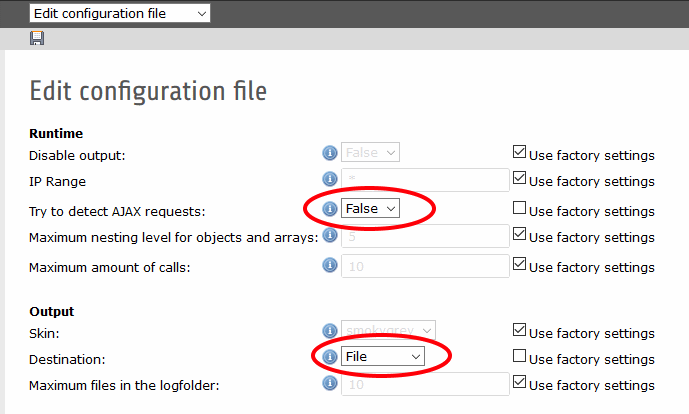 Edit configuration file
Edit configuration file
Runtime
Disable output: False Use factory settings
IP Range * Use factory settings
Try to detect AJAX requests: False Use factory settings
Maximum nesting level for objects and arrays: 5 Use factory settings
Maximum amount of calls: 10 Use factory settings
Output
Skin: smokygrey Use factory settings
Destination: File Use factory settings
Maximum files in the logfolder: 10 Use factory settings